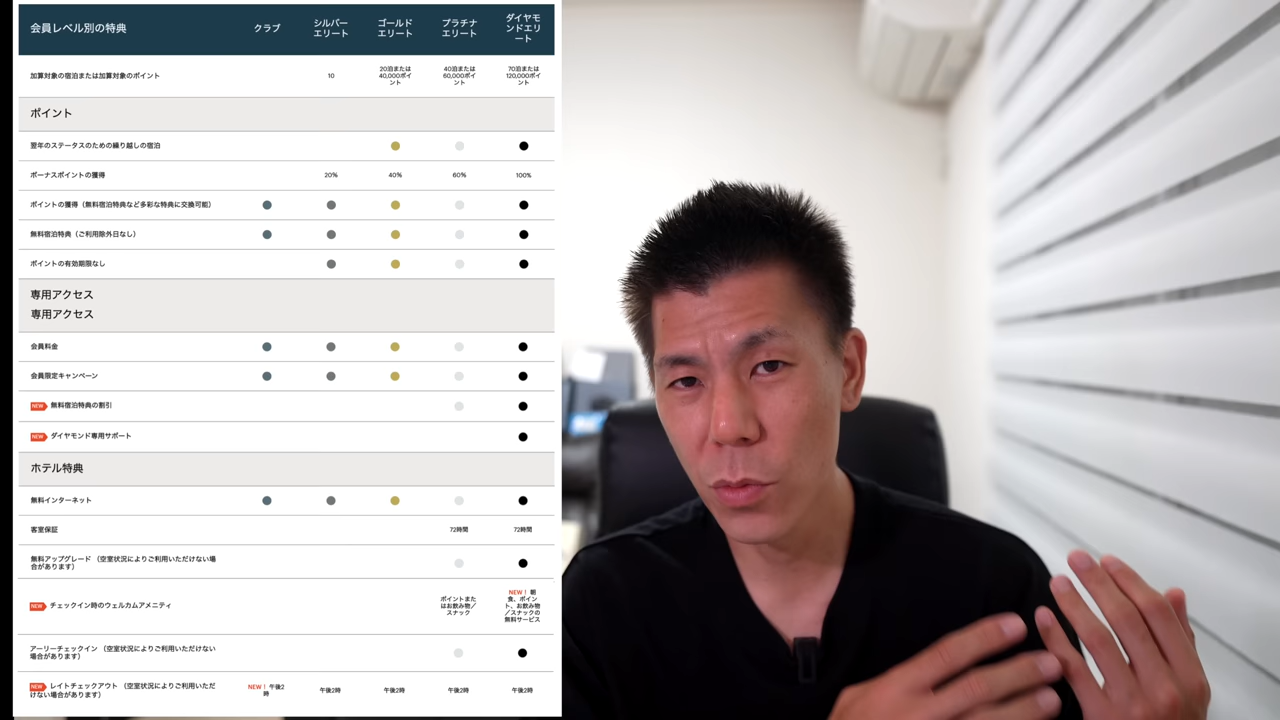 会員レベル別の特典
クラブ
シルバー
エリート
ゴールド
エリート
プラチナ
エリート
ダイヤモ
ンドエリ
ート
加算対象の宿泊または加算対象のポイント
10
20泊または
40,000ポイ
ント
40泊または
60,000ポイ
ント
70泊または
120,000ポイ
ント
ポイント
翌年のステータスのための繰り越しの宿泊
ボーナスポイントの獲得
20%
40%
60%
100%
ポイントの獲得（無料宿泊特典など多彩な特典に交換可能）
無料宿泊特典（ご利用除外日なし）
ポイントの有効期限なし
専用アクセス
専用アクセス
会員料金
会員限定キャンペーン
NEW 無料宿泊特典の割引
NEW ダイヤモンド専用サポート
ホテル特典
無料インターネット
客室保証
72時間
72時間
無料アップグレード （空室状況によりご利用いただけない場
合があります）
NEW チェックイン時のウェルカムアメニティ
ポイントまた
はお飲み物／
スナック
NEW！ 朝
食、ポイン
ト、お飲み物
／スナックの
無料サービス
アーリーチェックイン （空室状況によりご利用いただけない
場合があります）
NEW レイトチェックアウト （空室状況によりご利用いただ
けない場合があります）
NEW！ 午後2
時
午後2時
午後2時
午後2時
午後2時